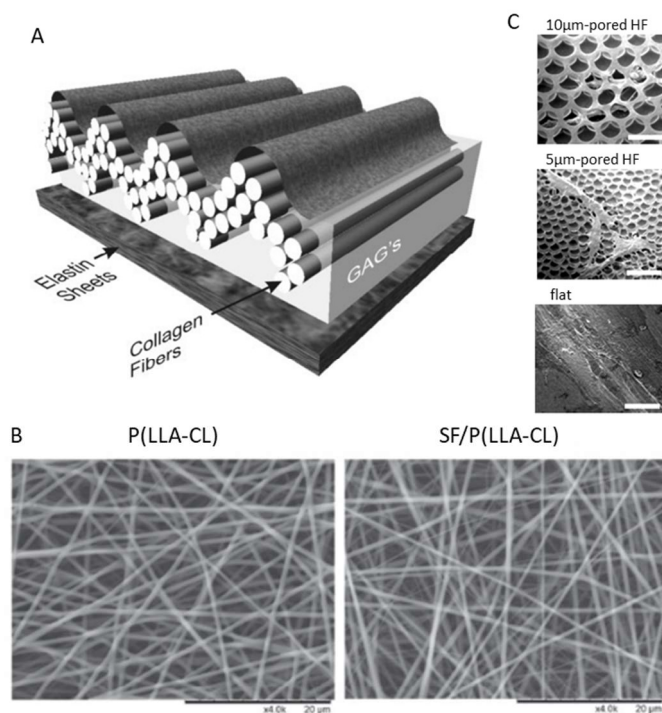 A
Elastin
Sheets
Collagen
Fibers
GAG's
C
10µm-pored HF
5µm-pored HF
flat
B
P(LLA-CL)
SF/P(LLA-CL)
x4.0k 20 µm
x4.0k 20 µm